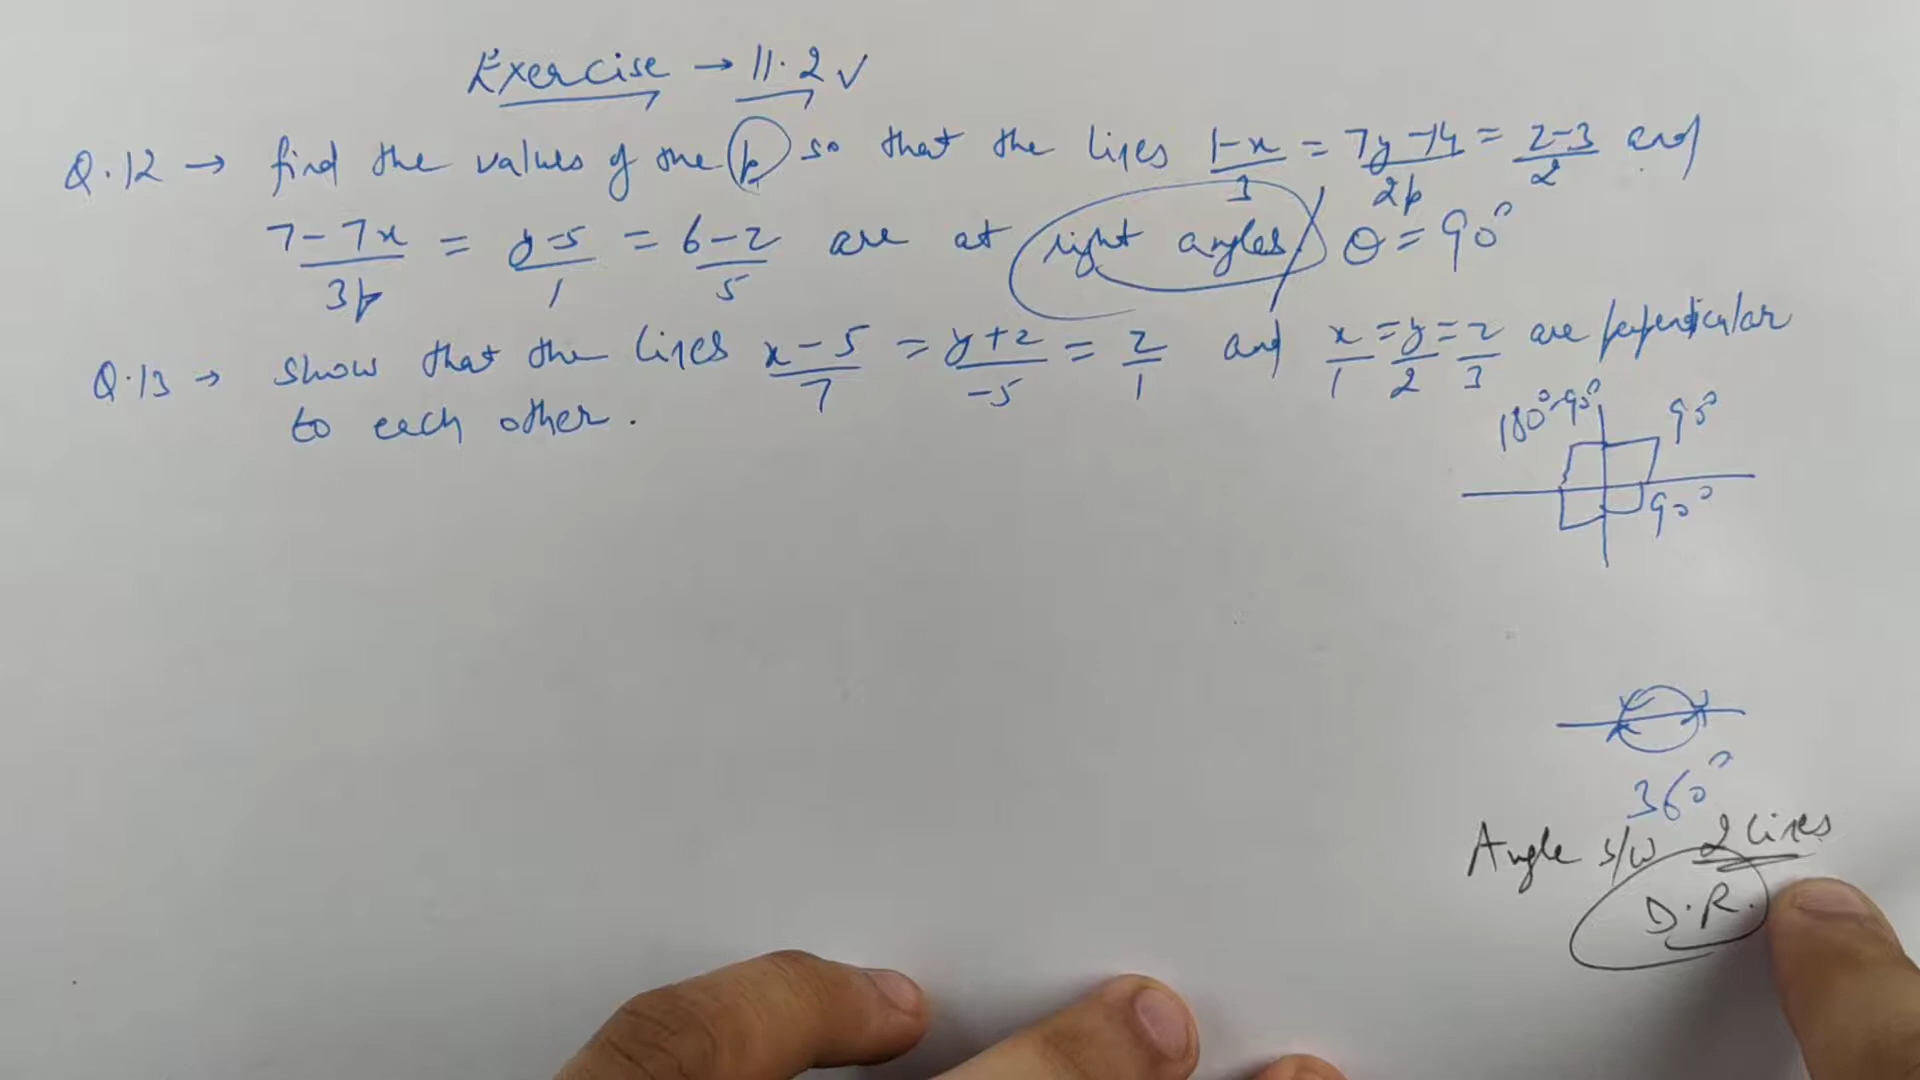 Exercise → 11.2 ✓
Q.12 → find the values of the p so that the lines 1-x/3 = 7y-14/2p = z-3/2 and
7-7x/3p = y-5/1 = 6-z/5 are at right angles θ = 90°
Q.13 → show that the lines x-5/7 = y+2/-5 = z/1 and x/1 = y/2 = z/3 are perpendicular
to each other.
180°-90° 90°
90°
360°
Angle b/w 2 lines
D.R.